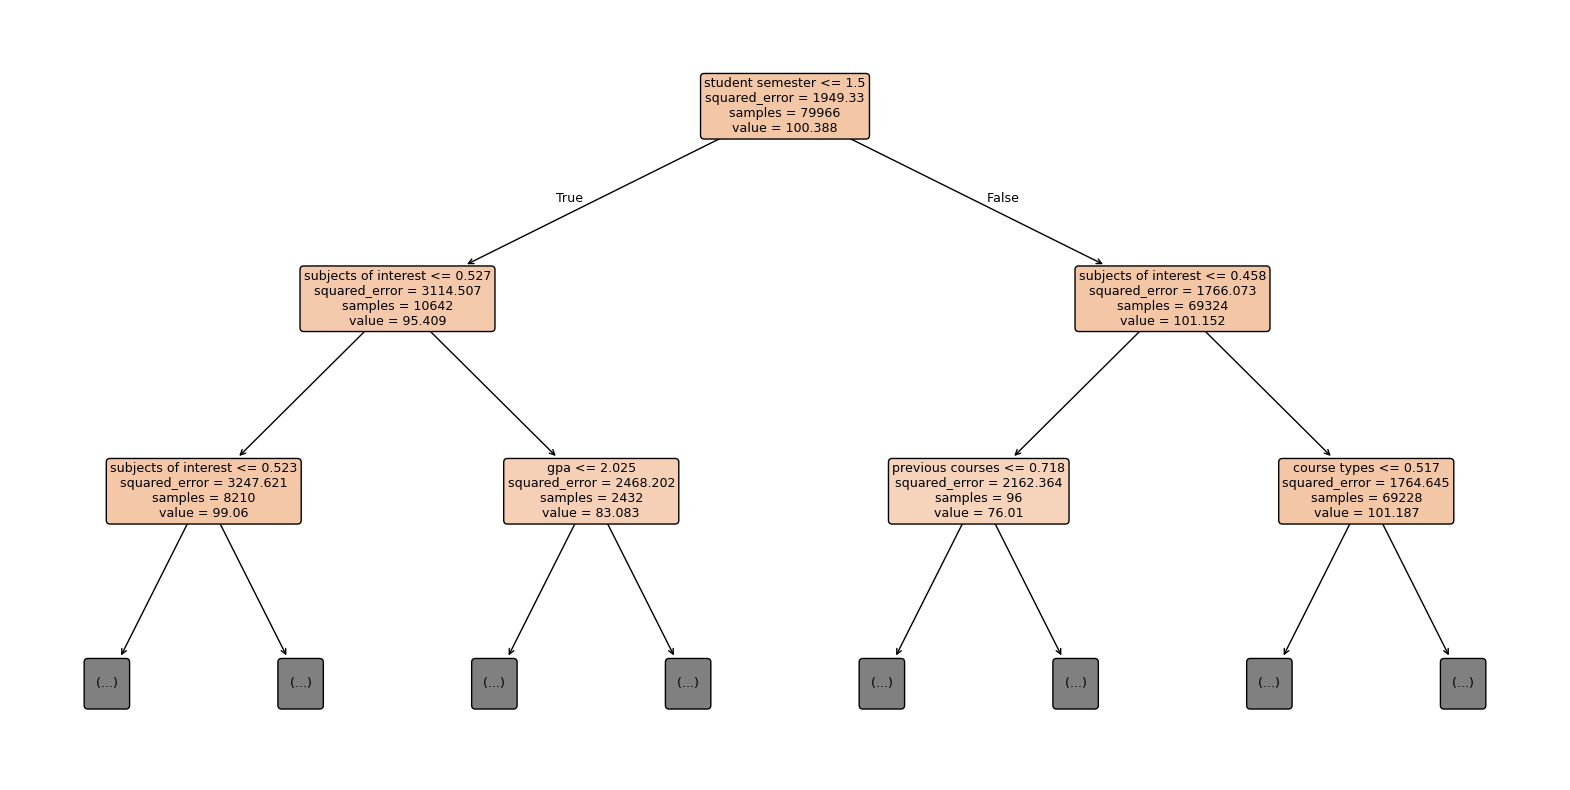 student semester <= 1.5
squared_error = 1949.33
samples = 79966
value = 100.388
True
False
subjects of interest <= 0.527
squared_error = 3114.507
samples = 10642
value = 95.409
subjects of interest <= 0.458
squared_error = 1766.073
samples = 69324
value = 101.152
subjects of interest <= 0.523
squared_error = 3247.621
samples = 8210
value = 99.06
gpa <= 2.025
squared_error = 2468.202
samples = 2432
value = 83.083
previous courses <= 0.718
squared_error = 2162.364
samples = 96
value = 76.01
course types <= 0.517
squared_error = 1764.645
samples = 69228
value = 101.187
(...)
(...)
(...)
(...)
(...)
(...)
(...)
(...)